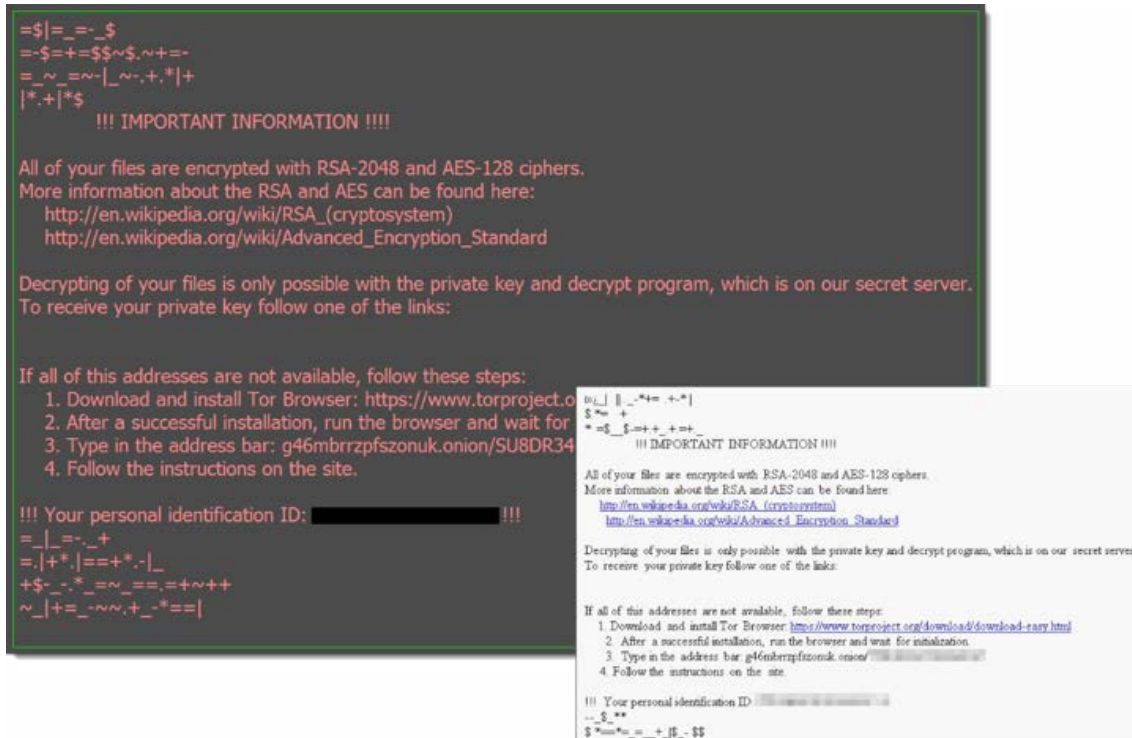 =$|=_=-_$
=-$=+=$$~$.~+=-
=_~_=~-|_~-.+.*|+
|*.+|*$
!!! IMPORTANT INFORMATION !!!!
All of your files are encrypted with RSA-2048 and AES-128 ciphers.
More information about the RSA and AES can be found here:
http://en.wikipedia.org/wiki/RSA_(cryptosystem)
http://en.wikipedia.org/wiki/Advanced_Encryption_Standard
Decrypting of your files is only possible with the private key and decrypt program, which is on our secret server.
To receive your private key follow one of the links:
If all of this addresses are not available, follow these steps:
1. Download and install Tor Browser: https://www.torproject.o
2. After a successful installation, run the browser and wait for
3. Type in the address bar: g46mbrrzpfszonuk.onion/SU8DR34
4. Follow the instructions on the site.
!!! Your personal identification ID: !!!
=_|_=-._+
=.|+*.|==+*.-|_
+$-_-.*_=~_==.=+~++
~_|+=_-~~.+_-*==|
$ *= +
* =$__$-=+.+_+=+._
!!! IMPORTANT INFORMATION !!!!
All of your files are encrypted with RSA-2048 and AES-128 ciphers.
More information about the RSA and AES can be found here:
http://en.wikipedia.org/wiki/RSA_(cryptosystem)
http://en.wikipedia.org/wiki/Advanced_Encryption_Standard
Decrypting of your files is only possible with the private key and decrypt program, which is on our secret server
To receive your private key follow one of the links:
If all of this addresses are not available, follow these steps:
1. Download and install Tor Browser: https://www.torproject.org/download/download-easy.html
2. After a successful installation, run the browser and wait for initialization.
3. Type in the address bar: g46mbrrzpfszonuk.onion/
4. Follow the instructions on the site.
!!! Your personal identification ID
--_$_**
$ *==*=_=__+_|$_- $$